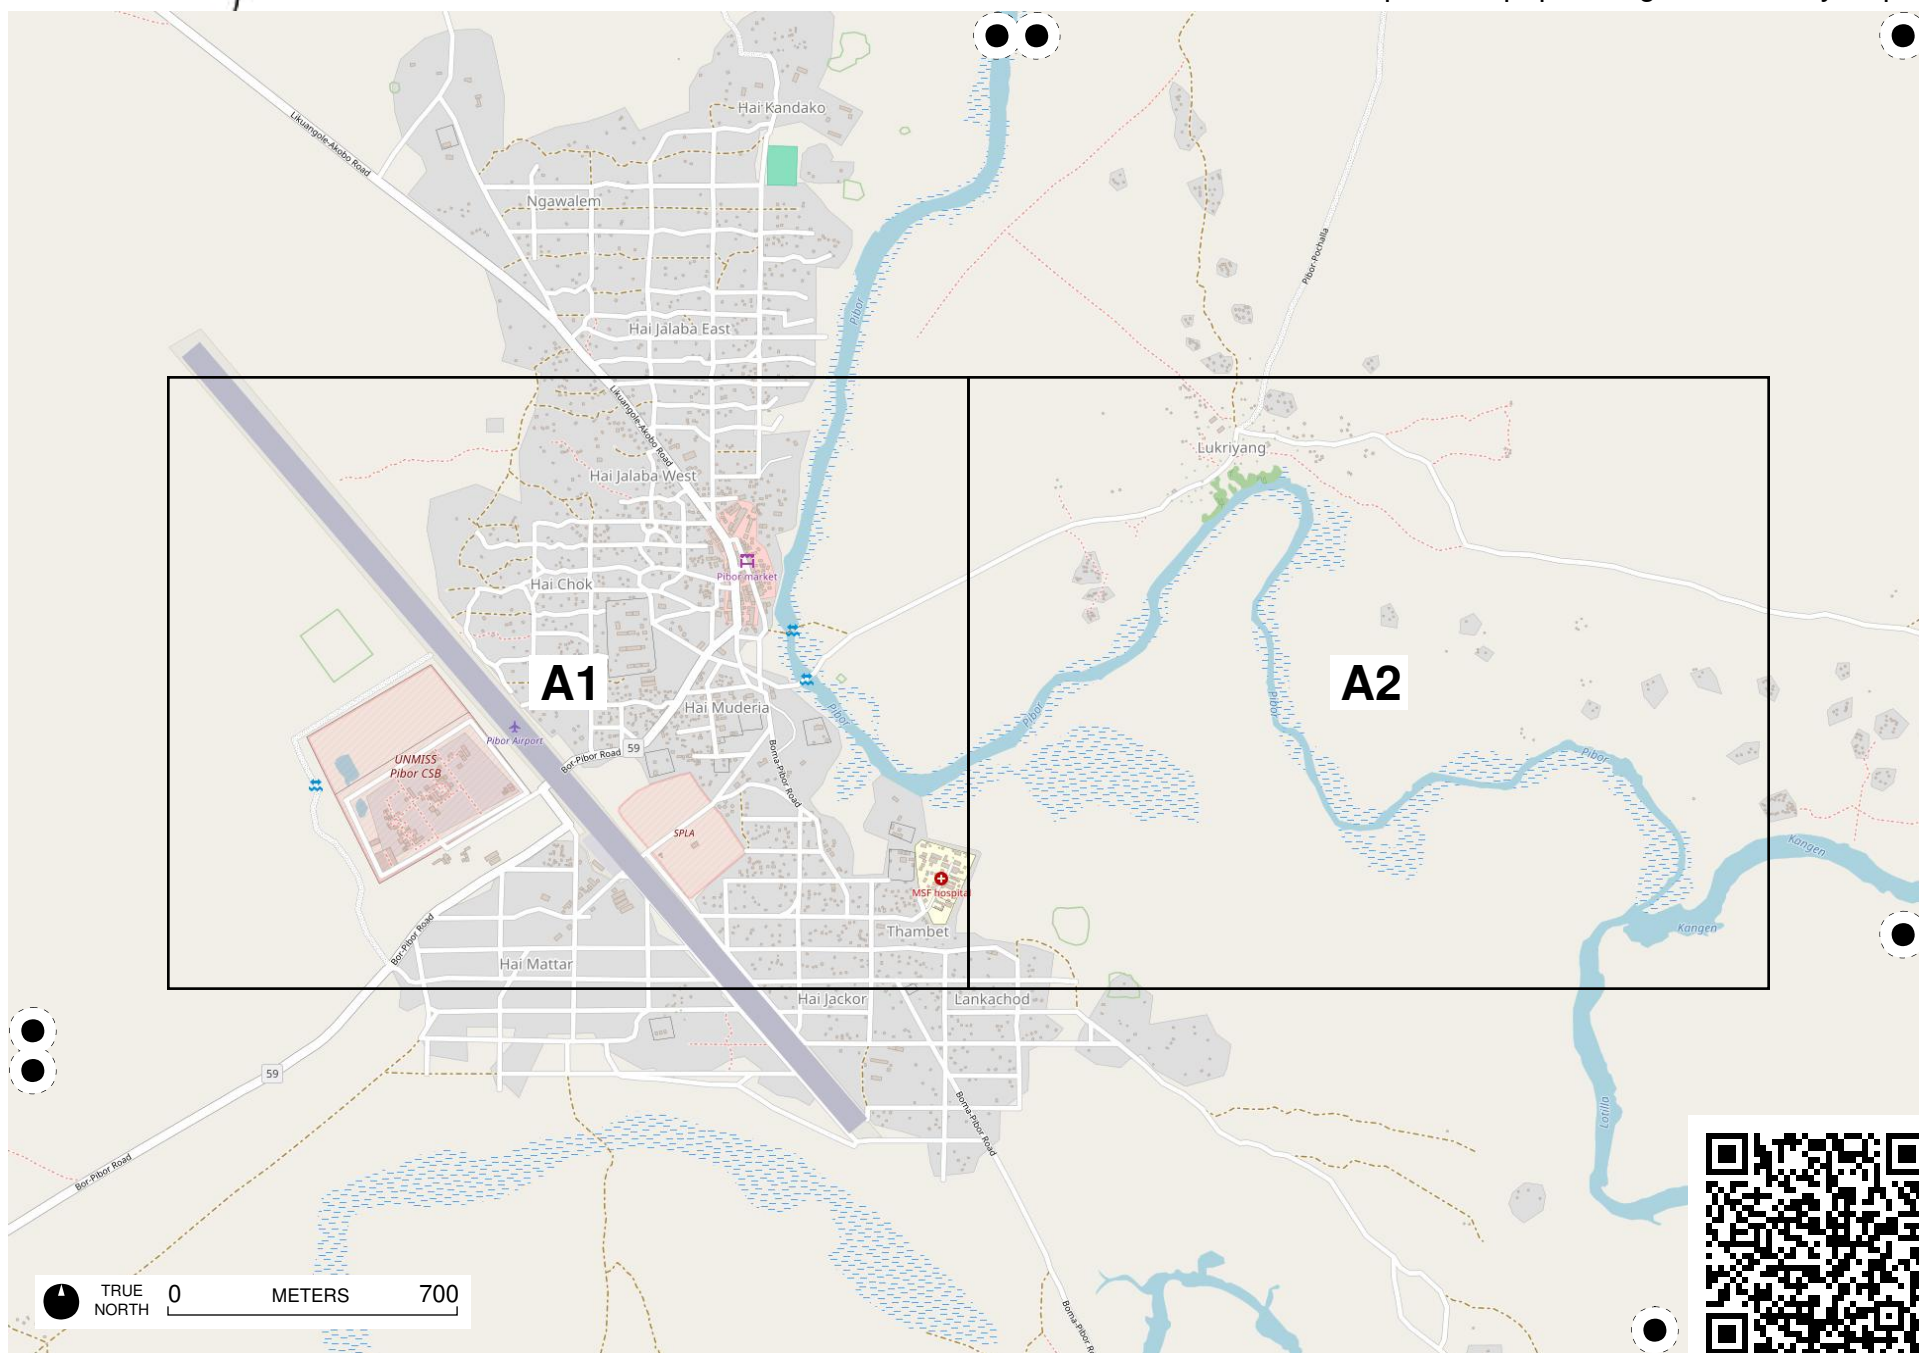 Hai Kandako
Likuangole-Akobo Road
Ngawalem
Pibor-Pochalla
Pibor
Hai Jalaba East
Likuangole-Akobo Road
Lukriyang
Hai Jalaba West
Pibor market
Hai Chok
A1
A2
Hai Muderia
Pibor
Pibor
Pibor
Pibor Airport
59
Bor-Pibor Road
Boma-Pibor Road
Pibor
UNMISS
Pibor CSB
SPLA
Kangen
MSF hospital
Thambet
Kangen
Bor-Pibor Road
Hai Mattar
Hai Jackor
Lankachod
59
Boma-Pibor Road
Lotilla
Bor-Pibor Road
TRUE
NORTH
0
METERS
700